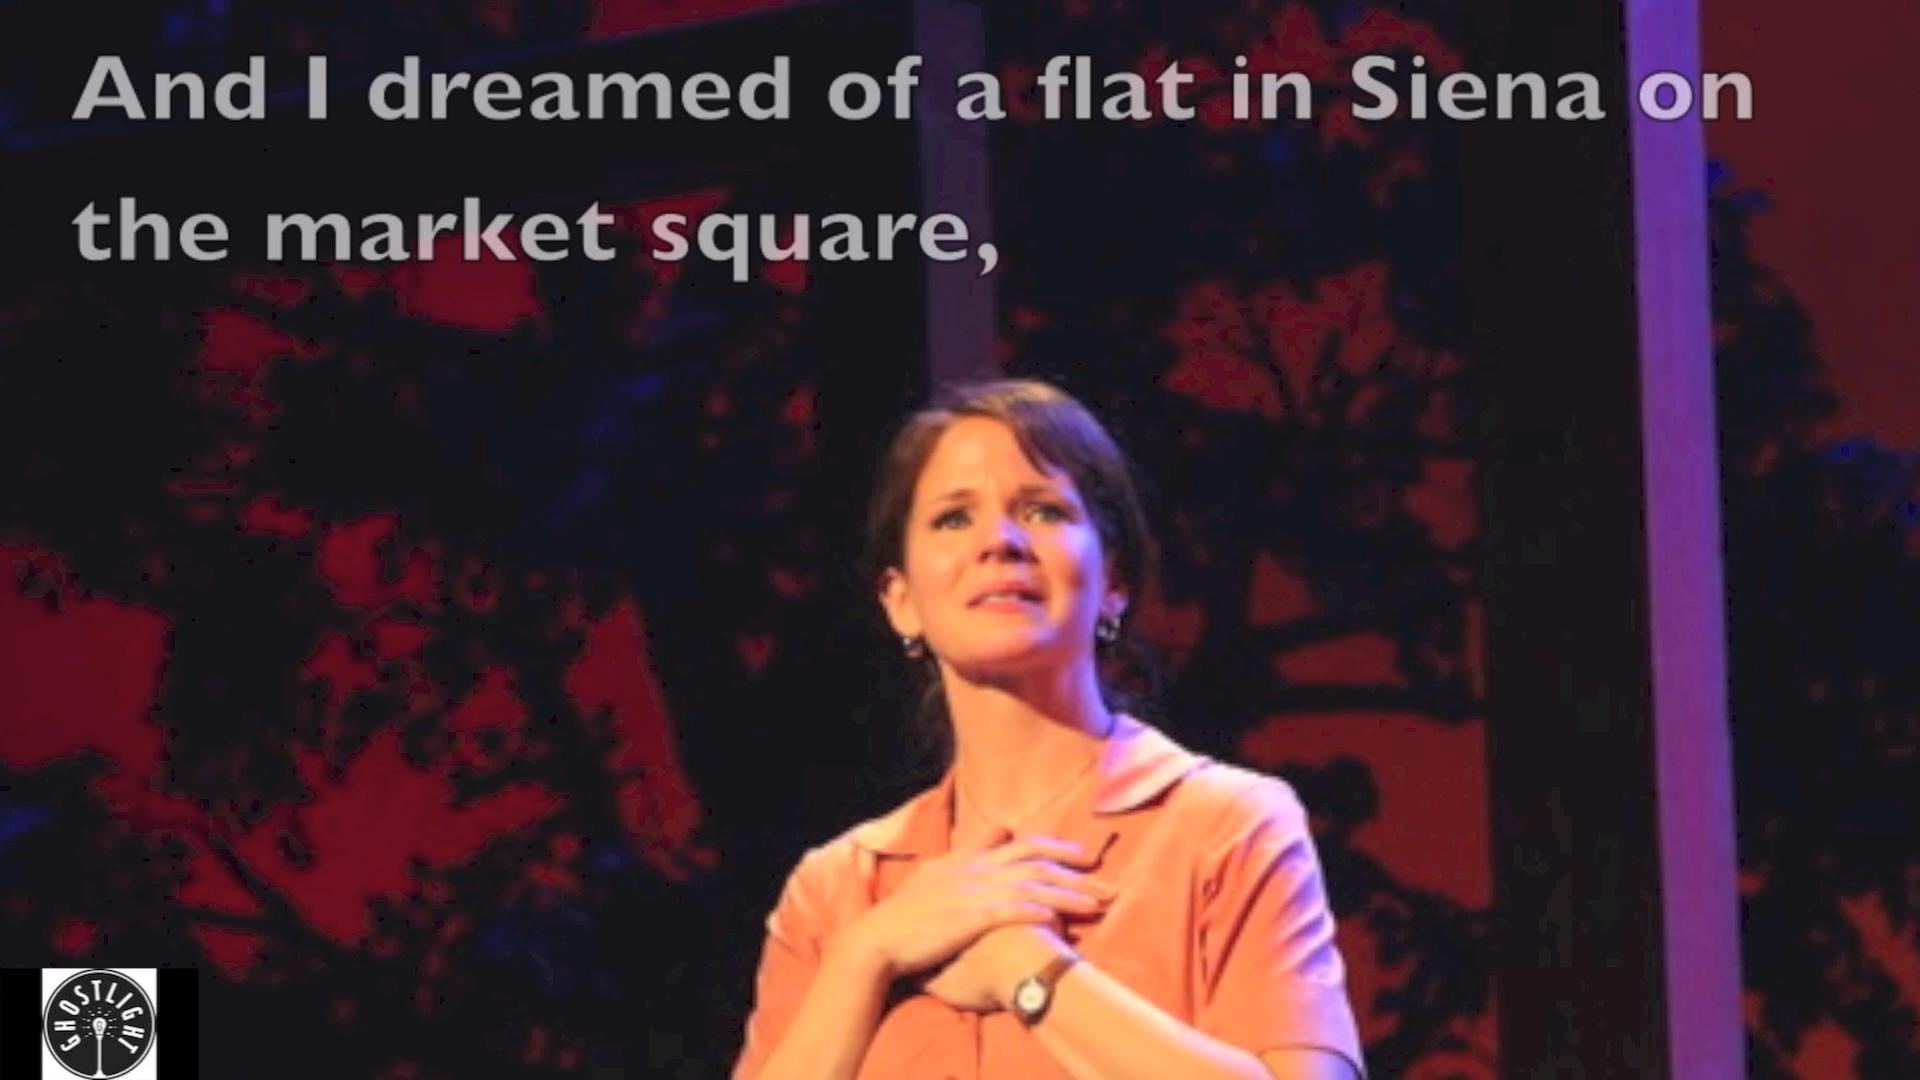 And I dreamed of a flat in Siena on
the market square,
GHOSTLIGHT